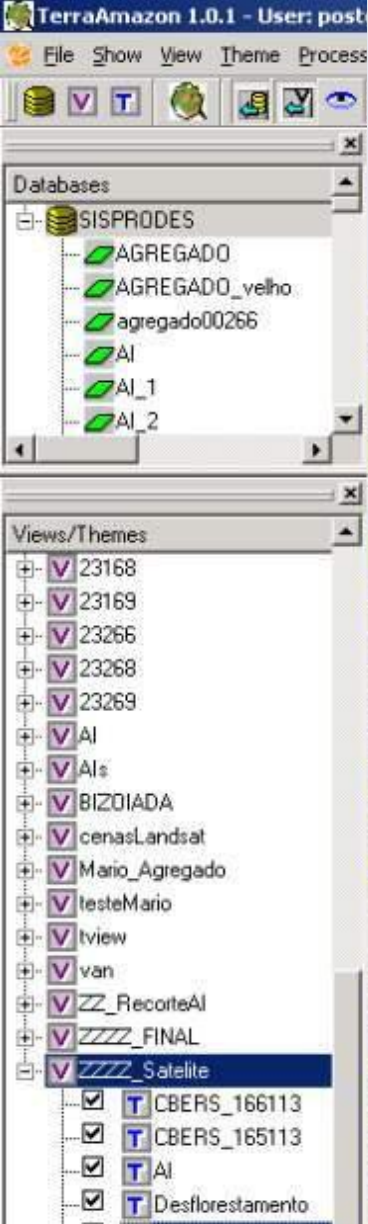 TerraAmazon 1.0.1 - User: post
File Show View Theme Process
V T
Databases
SISPRODES
AGREGADO
AGREGADO_velho
agregado00266
AI
AI_1
AI_2
Views/Themes
V 23168
V 23169
V 23266
V 23268
V 23269
V AI
V AIs
V BIZOIADA
V cenasLandsat
V Mario_Agregado
V testeMario
V tview
V van
V ZZ_RecorteAI
V ZZZZ_FINAL
V ZZZZ_Satelite
T CBERS_166113
T CBERS_165113
T AI
T Desflorestamento